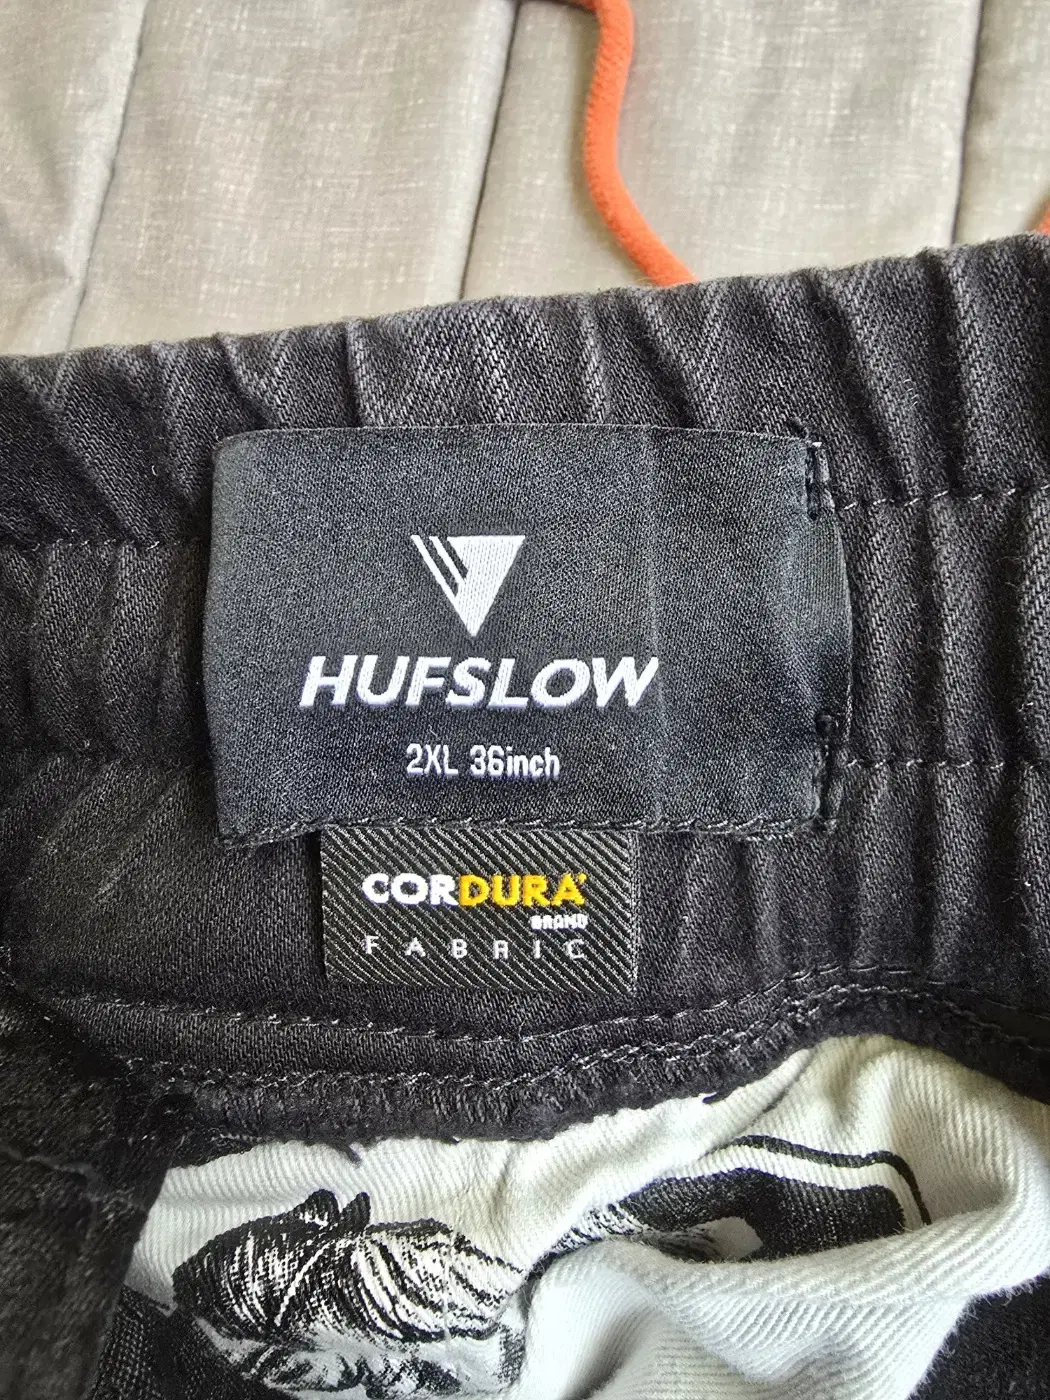 HUFSLOW
2XL 36inch
CORDURA
BRAND
FABRIC